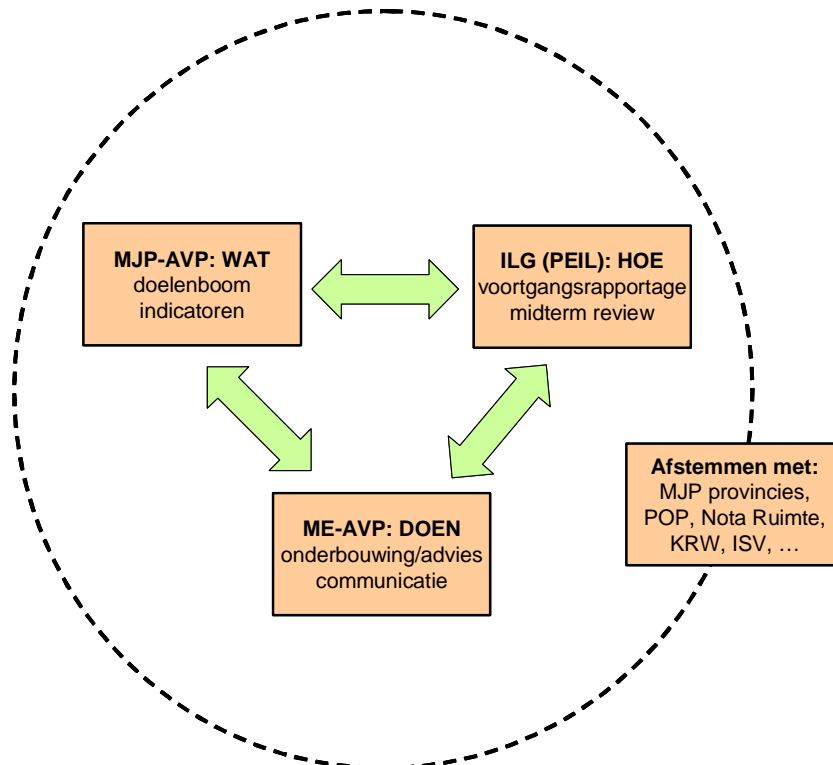 MJP-AVP: WAT
doelenboom
indicatoren
ILG (PEIL): HOE
voortgangsrapportage
midterm review
ME-AVP: DOEN
onderbouwing/advies
communicatie
Afstemmen met:
MJP provincies,
POP, Nota Ruimte,
KRW, ISV, …